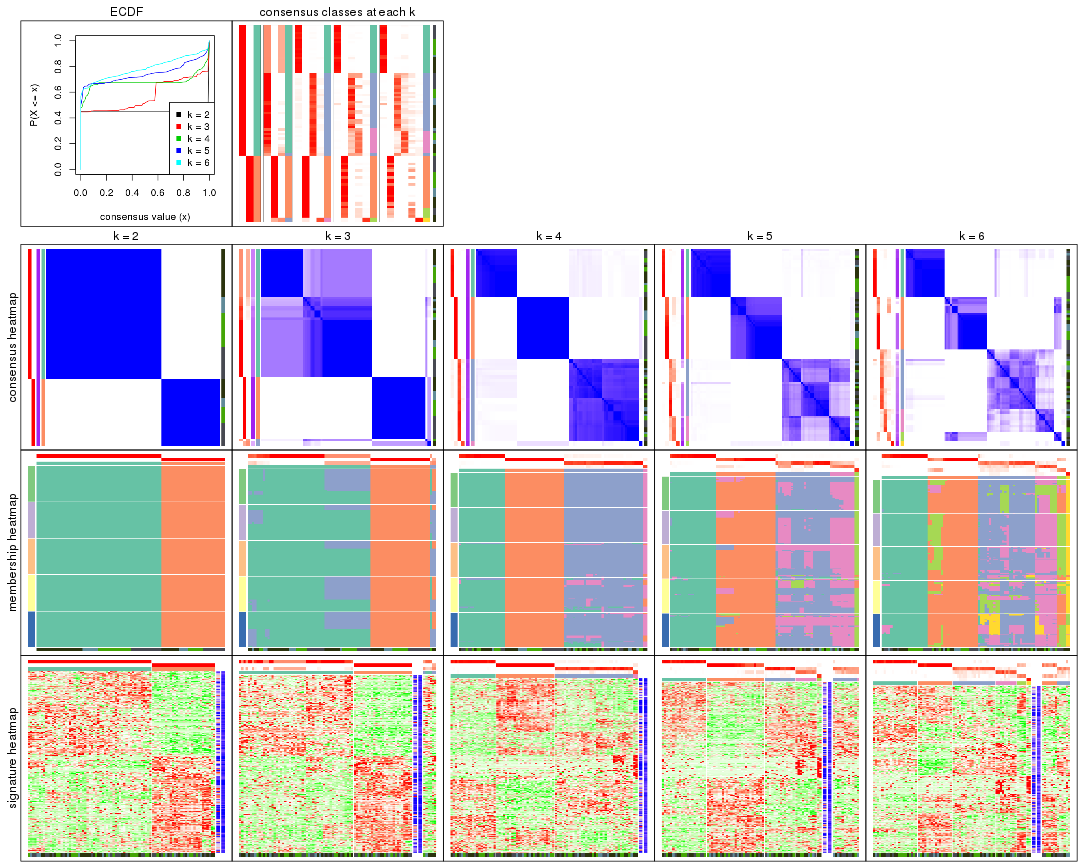 ECDF
consensus classes at each k
P(X <= x)
0.0 0.2 0.4 0.6 0.8 1.0
k = 2
k = 3
k = 4
k = 5
k = 6
0.0 0.2 0.4 0.6 0.8 1.0
consensus value (x)
k = 2
k = 3
k = 4
k = 5
k = 6
consensus heatmap
membership heatmap
signature heatmap